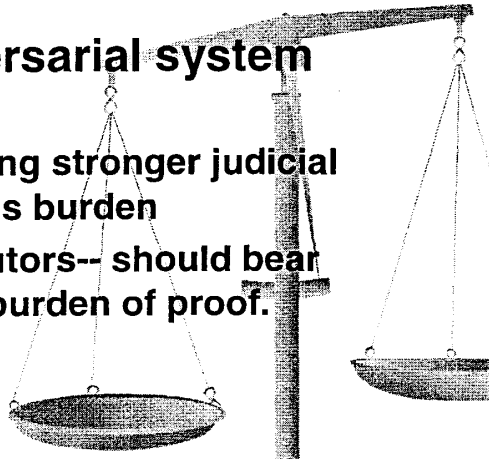 ersarial system
ng stronger judicial
s burden
utors-- should bear
burden of proof.